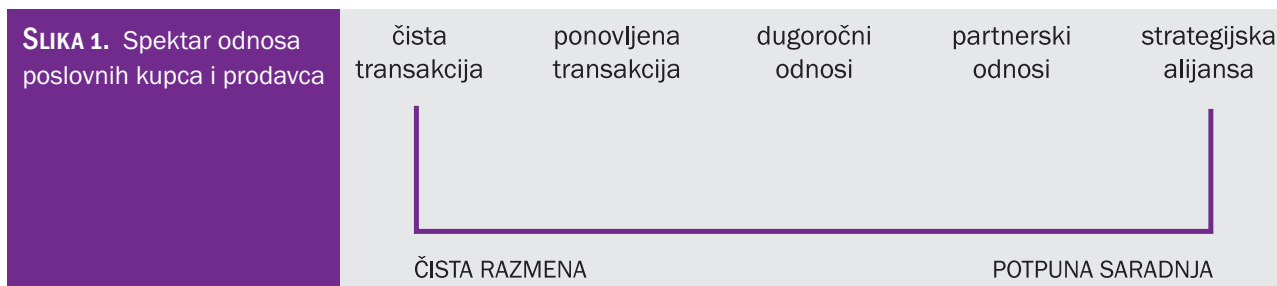 SLIKA 1. Spektar odnosa
poslovnih kupca i prodavca
čista
transakcija
ponovljena
transakcija
dugoročni
odnosi
partnerski
odnosi
strategijska
alijansa
ČISTA RAZMENA
POTPUNA SARADNJA